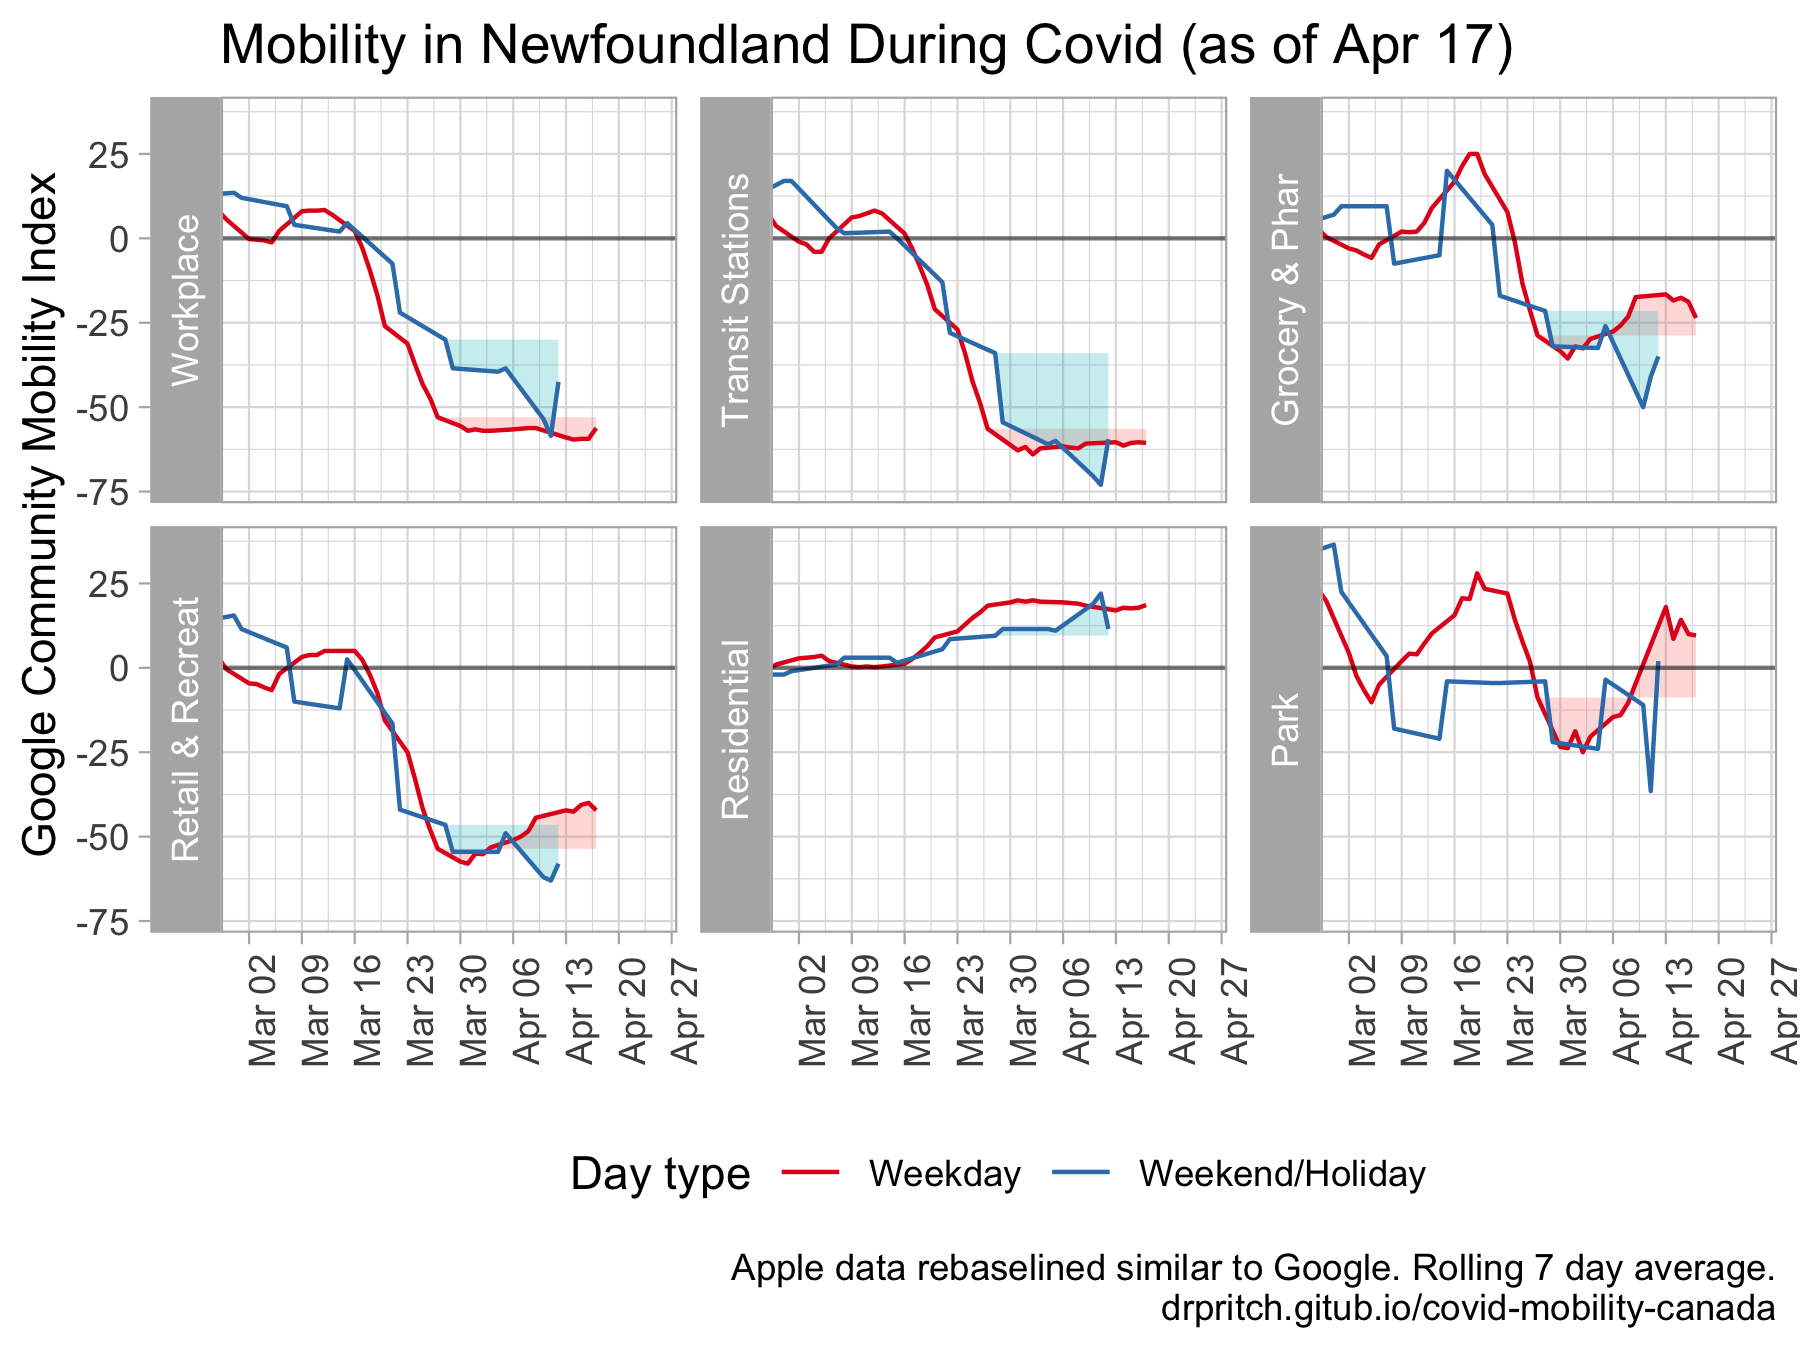 Mobility in Newfoundland During Covid (as of Apr 17)
Google Community Mobility Index
Workplace
Transit Stations
Grocery & Phar
25
0
-25
-50
-75
Retail & Recreat
Residential
Park
25
0
-25
-50
-75
Mar 02
Mar 09
Mar 16
Mar 23
Mar 30
Apr 06
Apr 13
Apr 20
Apr 27
Mar 02
Mar 09
Mar 16
Mar 23
Mar 30
Apr 06
Apr 13
Apr 20
Apr 27
Mar 02
Mar 09
Mar 16
Mar 23
Mar 30
Apr 06
Apr 13
Apr 20
Apr 27
Day type Weekday Weekend/Holiday
Apple data rebaselined similar to Google. Rolling 7 day average.
drpritch.gitub.io/covid-mobility-canada